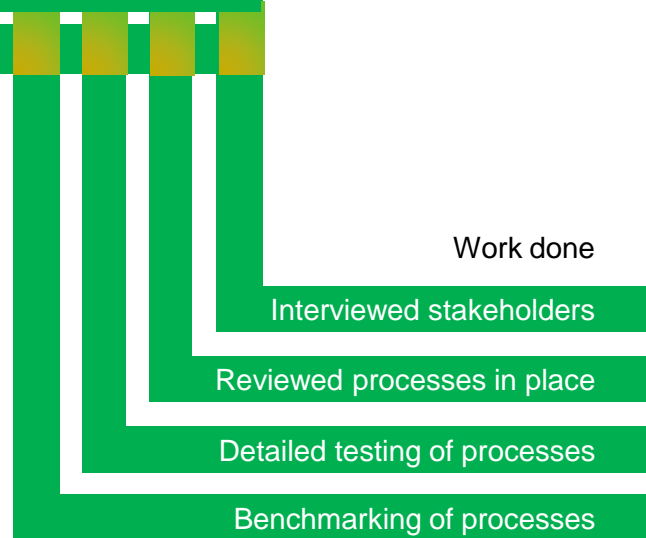 Work done
Interviewed stakeholders
Reviewed processes in place
Detailed testing of processes
Benchmarking of processes